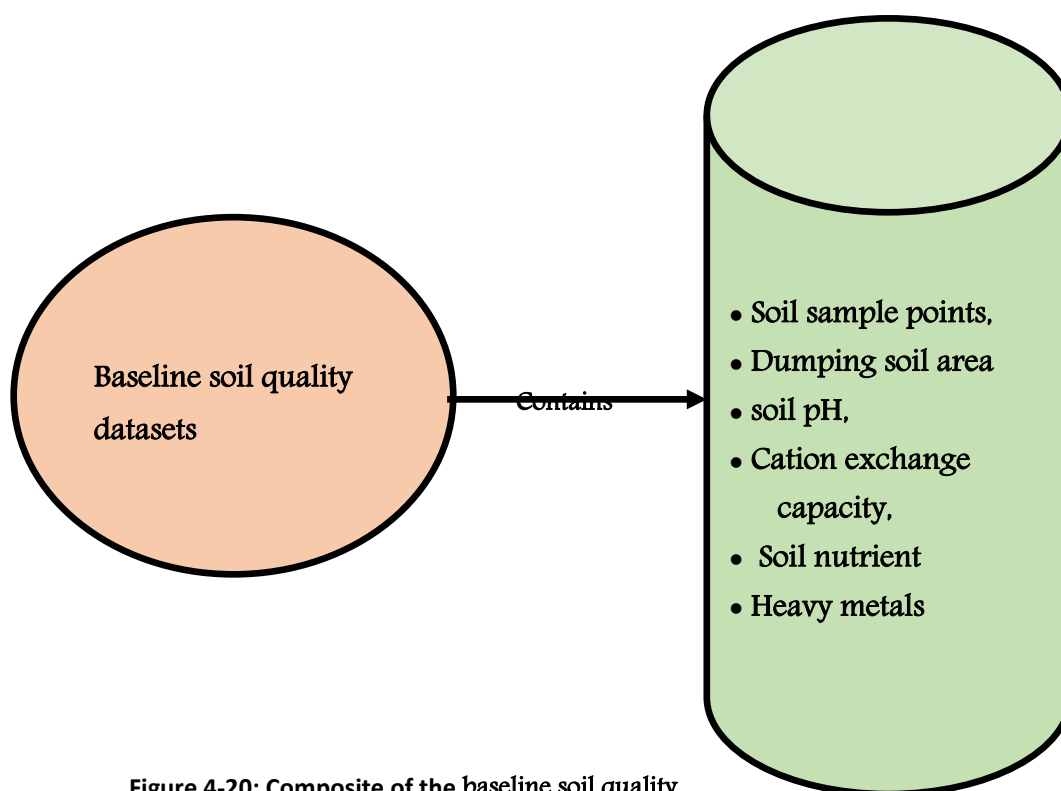 Baseline soil quality
datasets
Contains
• Soil sample points,
• Dumping soil area
• soil pH,
• Cation exchange
capacity,
• Soil nutrient
• Heavy metals
Figure 4-20: Composite of the baseline soil quality